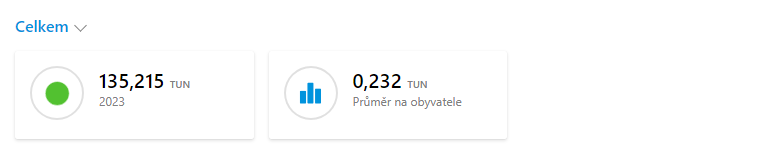 Celkem
135,215 TUN
2023
0,232 TUN
Průměr na obyvatele